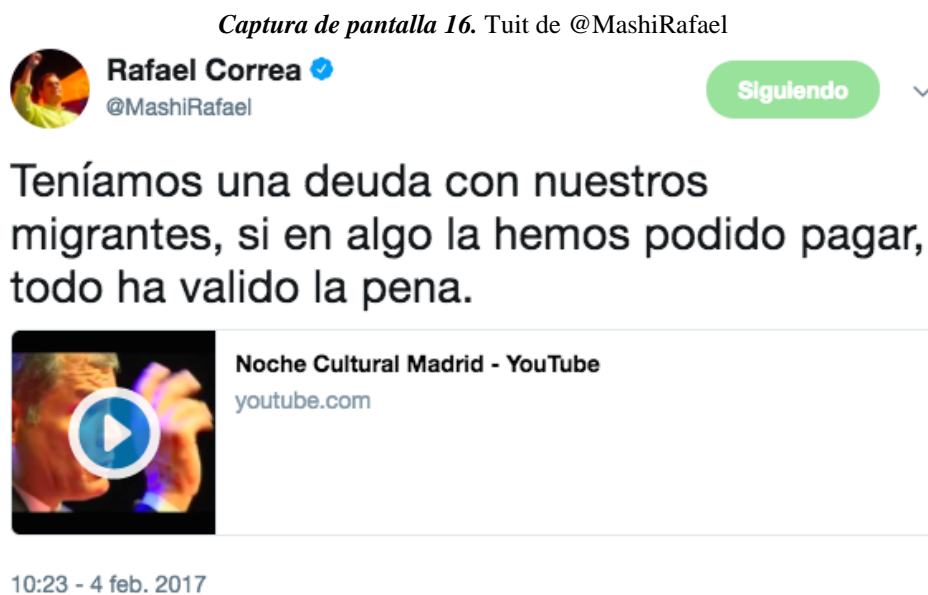 Captura de pantalla 16. Tuit de @MashiRafael
Rafael Correa
@MashiRafael
Siguiendo
Teníamos una deuda con nuestros
migrantes, si en algo la hemos podido pagar,
todo ha valido la pena.
Noche Cultural Madrid - YouTube
youtube.com
10:23 - 4 feb. 2017